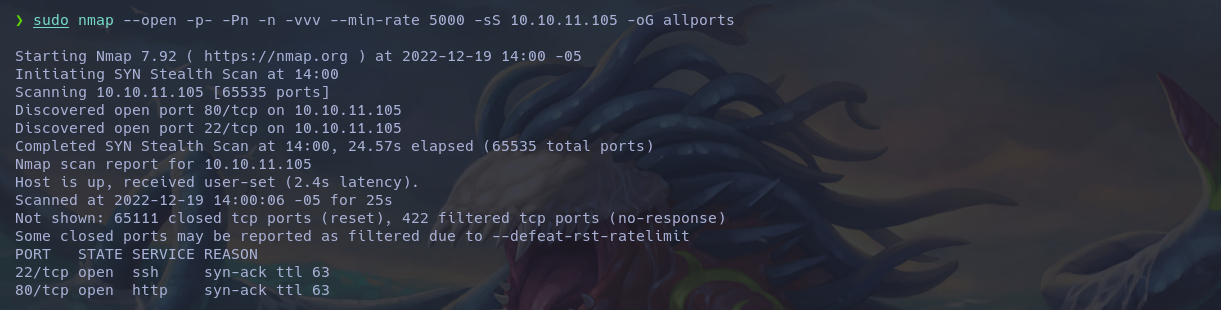 ❯ sudo nmap --open -p- -Pn -n -vvv --min-rate 5000 -sS 10.10.11.105 -oG allports
Starting Nmap 7.92 ( https://nmap.org ) at 2022-12-19 14:00 -05
Initiating SYN Stealth Scan at 14:00
Scanning 10.10.11.105 [65535 ports]
Discovered open port 80/tcp on 10.10.11.105
Discovered open port 22/tcp on 10.10.11.105
Completed SYN Stealth Scan at 14:00, 24.57s elapsed (65535 total ports)
Nmap scan report for 10.10.11.105
Host is up, received user-set (2.4s latency).
Scanned at 2022-12-19 14:00:06 -05 for 25s
Not shown: 65111 closed tcp ports (reset), 422 filtered tcp ports (no-response)
Some closed ports may be reported as filtered due to --defeat-rst-ratelimit
PORT   STATE SERVICE REASON
22/tcp open  ssh     syn-ack ttl 63
80/tcp open  http    syn-ack ttl 63